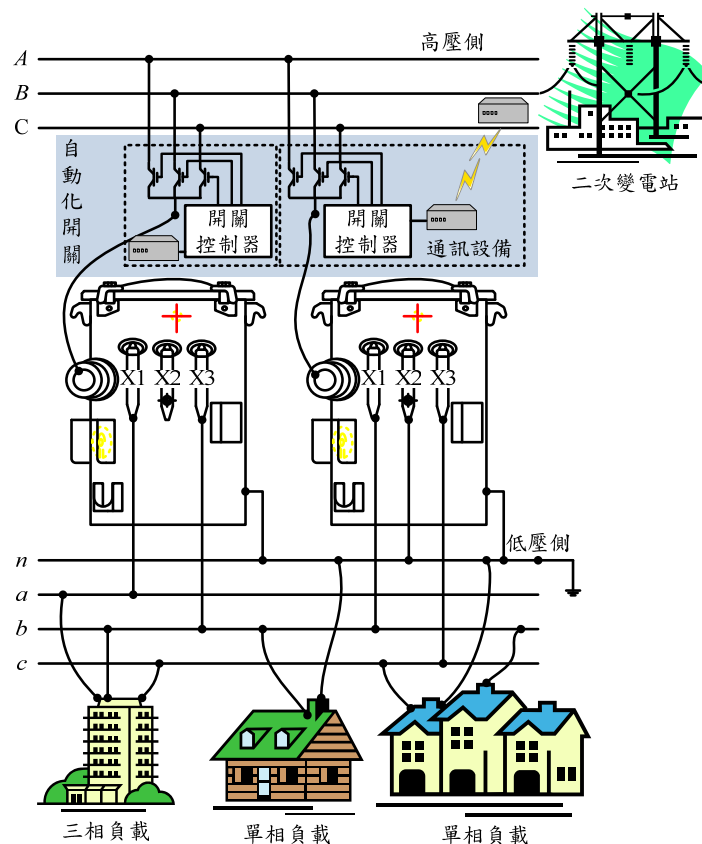 高壓側
A
B
C
二次變電站
自動化開關
開關
控制器
開關
控制器
通訊設備
X1 X2 X3
X1 X2 X3
低壓側
n
a
b
c
三相負載
單相負載
單相負載